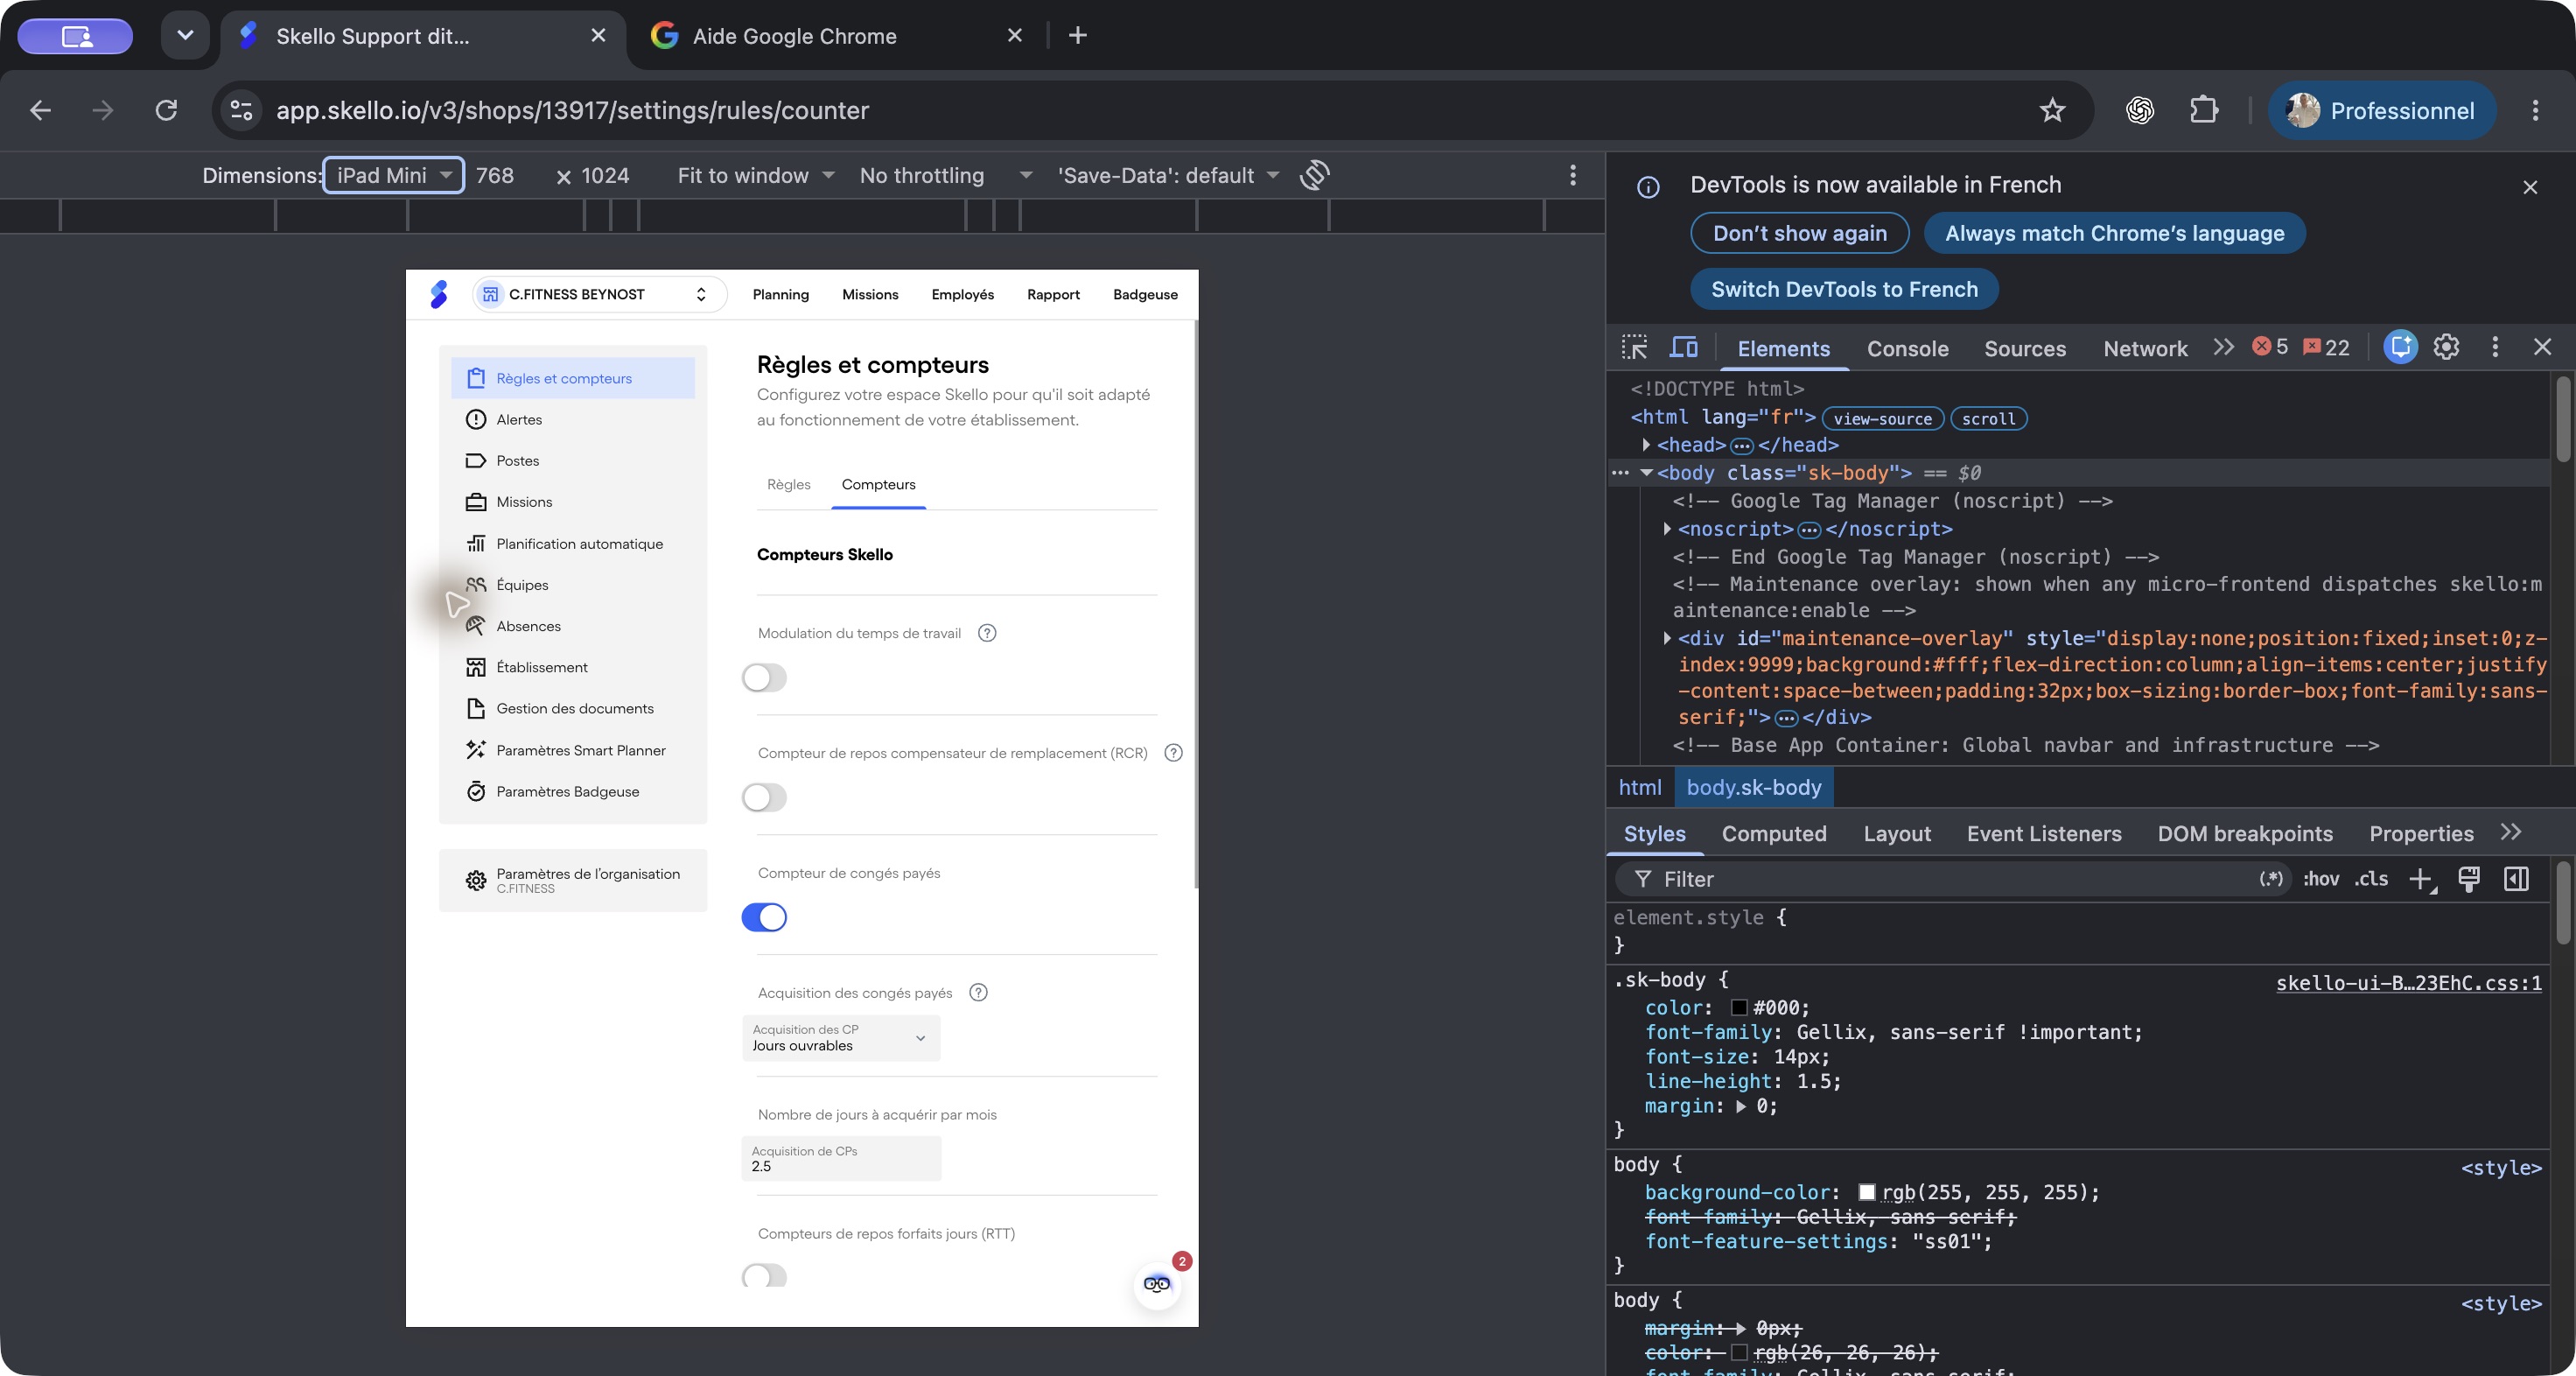 Skello Support dit...
Aide Google Chrome
app.skello.io/v3/shops/13917/settings/rules/counter
Professionnel
Dimensions: iPad Mini 768 × 1024 Fit to window No throttling 'Save-Data': default
C.FITNESS BEYNOST
Planning
Missions
Employés
Rapport
Badgeuse
Règles et compteurs
Alertes
Postes
Missions
Planification automatique
Équipes
Absences
Établissement
Gestion des documents
Paramètres Smart Planner
Paramètres Badgeuse
Paramètres de l'organisation
C.FITNESS
Règles et compteurs
Configurez votre espace Skello pour qu'il soit adapté
au fonctionnement de votre établissement.
Règles Compteurs
Compteurs Skello
Modulation du temps de travail ?
Compteur de repos compensateur de remplacement (RCR) ?
Compteur de congés payés
Acquisition des congés payés ?
Acquisition des CP
Jours ouvrables
Nombre de jours à acquérir par mois
Acquisition de CPs
2.5
Compteurs de repos forfaits jours (RTT)
2
DevTools is now available in French
Don't show again
Always match Chrome's language
Switch DevTools to French
Elements Console Sources Network 5 22
<!DOCTYPE html>
<html lang="fr"> view-source scroll
<head> … </head>
<body class="sk-body"> == $0
<!-- Google Tag Manager (noscript) -->
<noscript> … </noscript>
<!-- End Google Tag Manager (noscript) -->
<!-- Maintenance overlay: shown when any micro-frontend dispatches skello:m
aintenance:enable -->
<div id="maintenance-overlay" style="display:none;position:fixed;inset:0;z-
index:9999;background:#fff;flex-direction:column;align-items:center;justify
-content:space-between;padding:32px;box-sizing:border-box;font-family:sans-
serif;"> … </div>
<!-- Base App Container: Global navbar and infrastructure -->
html body.sk-body
Styles Computed Layout Event Listeners DOM breakpoints Properties
Filter (.*) :hov .cls
element.style {
}
.sk-body { skello-ui-B…23EhC.css:1
color: #000;
font-family: Gellix, sans-serif !important;
font-size: 14px;
line-height: 1.5;
margin: 0;
}
body { <style>
background-color: rgb(255, 255, 255);
font-family: Gellix, sans-serif;
font-feature-settings: "ss01";
}
body { <style>
margin: 0px;
color: rgb(26, 26, 26);
font-family: Gellix, sans-serif;